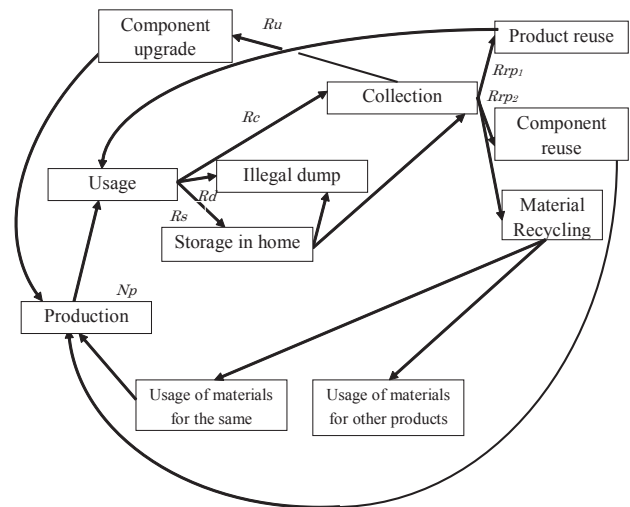 Component
upgrade
Ru
Product reuse
Rrp1
Collection
Rrp2
Rc
Component
reuse
Usage
Illegal dump
Rd
Rs
Storage in home
Material
Recycling
Np
Production
Usage of materials
for the same
Usage of materials
for other products